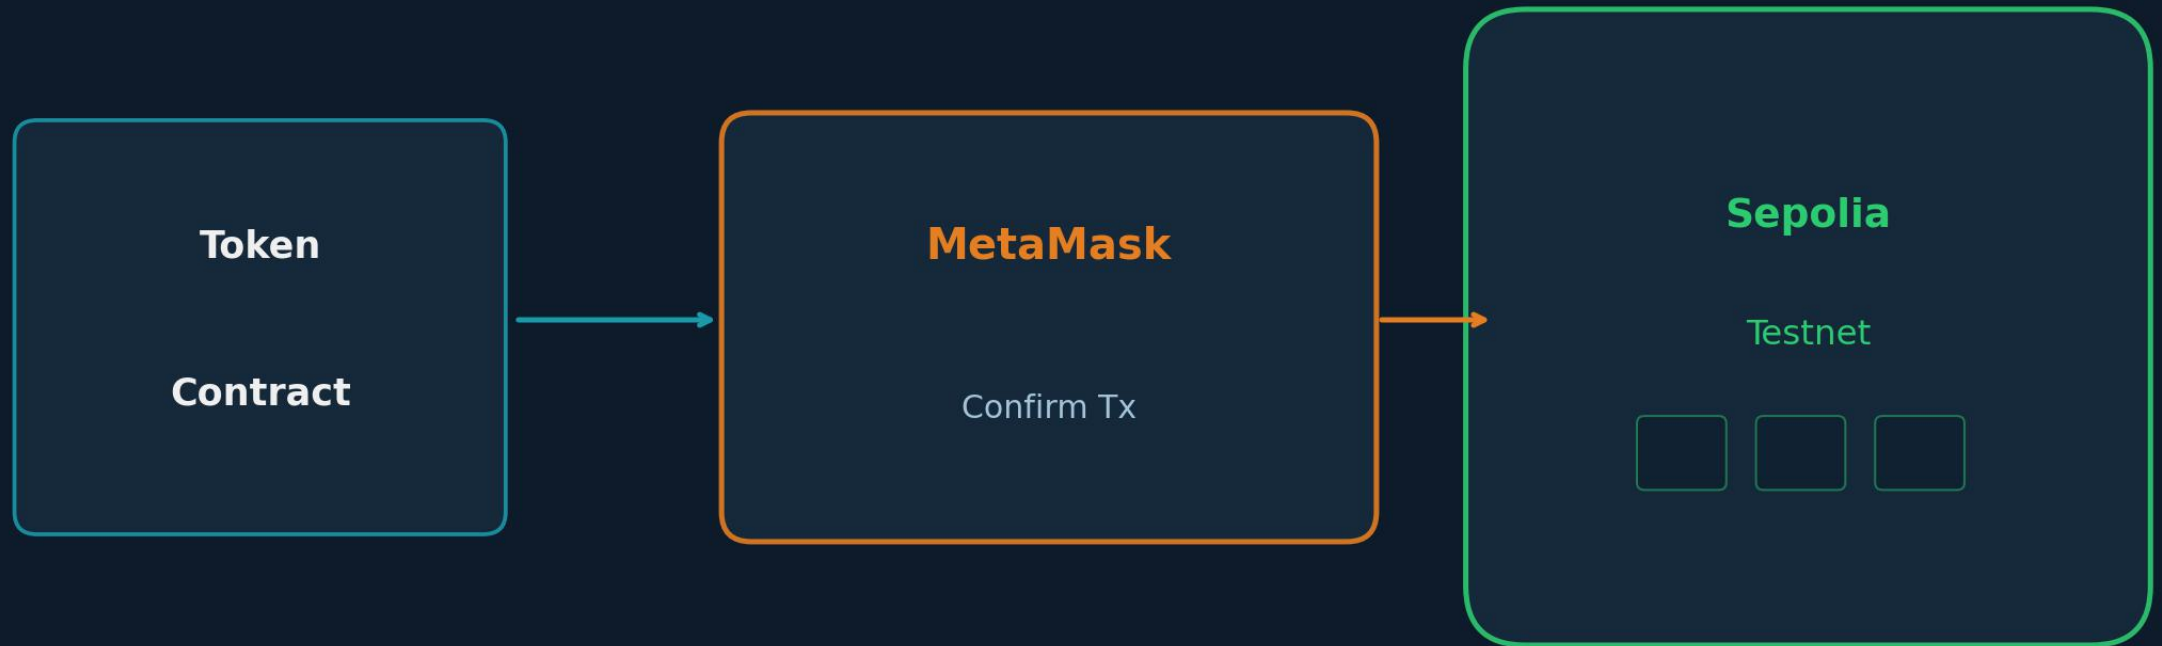 Token
Contract
MetaMask
Confirm Tx
Sepolia
Testnet